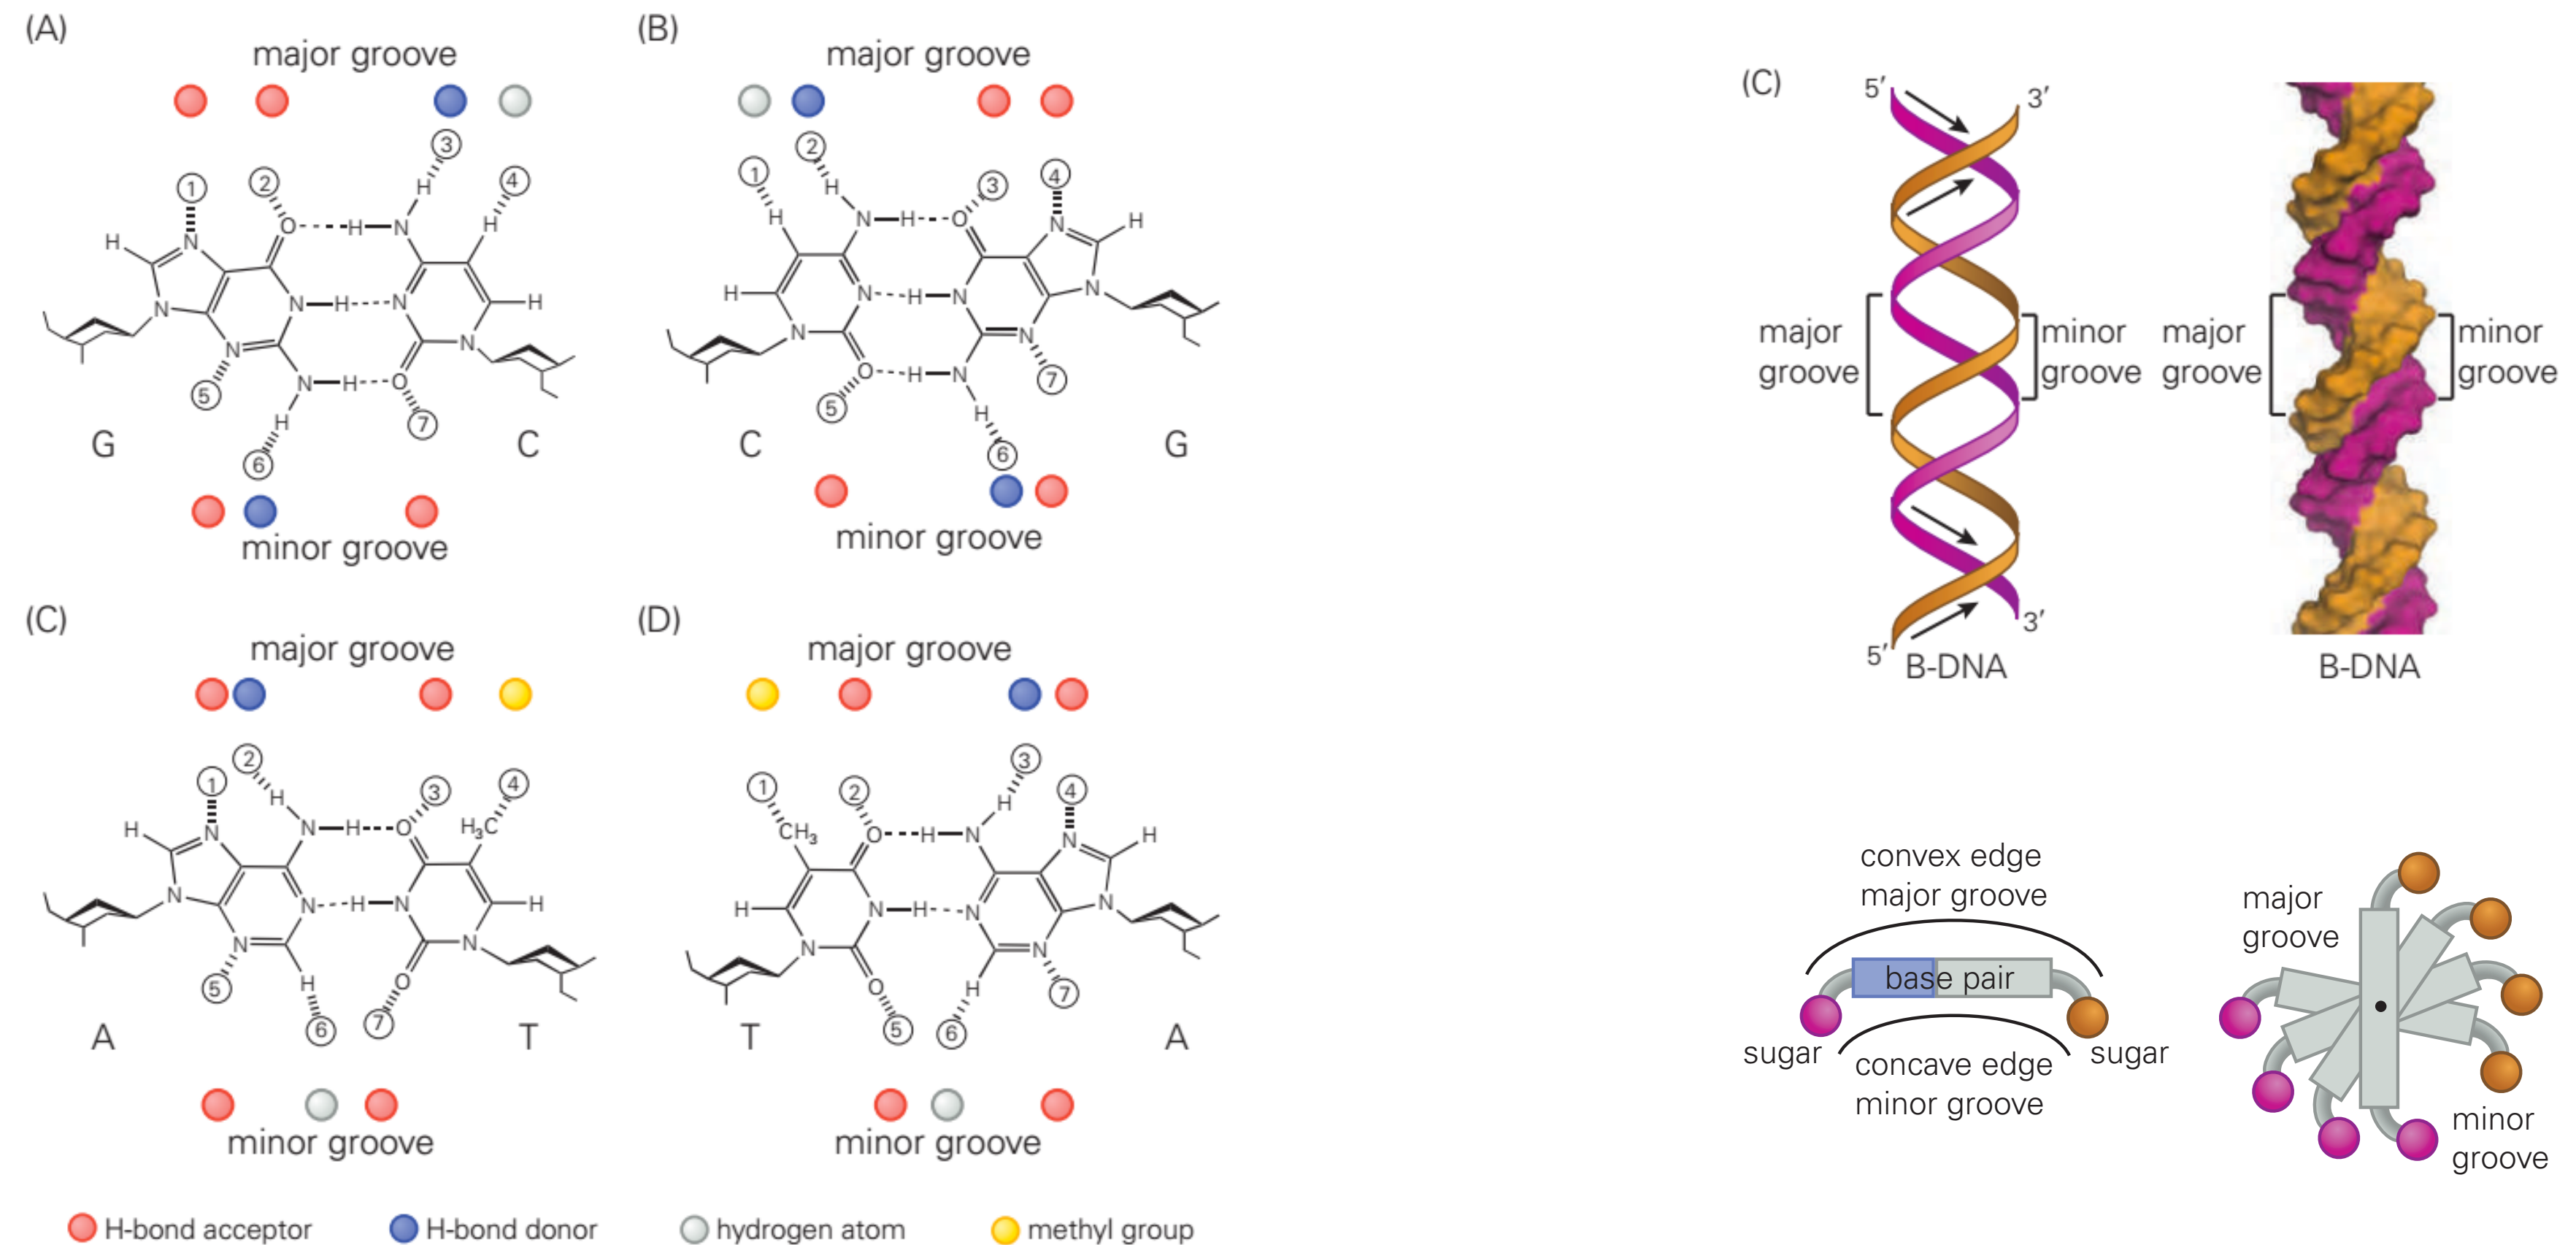 (A)
major groove
3
1
2
4
H
O
H
N
H
H
N
N
H
N
H
N
N
N
5
N
H
O
H
7
6
G
C
minor groove
(B)
major groove
2
1
3
4
H
H
N
H
O
N
H
H
N
H
N
N
N
N
O
H
N
5
7
H
6
C
G
minor groove
(C)
major groove
2
1
3
4
H
H
N
H
O
H₃C
N
N
N
H
N
H
N
N
5
H
O
6
7
A
T
minor groove
(D)
major groove
3
1
2
4
H
CH₃
O
H
N
N
H
H
N
H
N
N
N
N
H
O
7
5
6
T
A
minor groove
H-bond acceptor
H-bond donor
hydrogen atom
methyl group
(C)
5′
3′
major
groove
minor
groove
3′
5′
B-DNA
major
groove
minor
groove
B-DNA
convex edge
major groove
base pair
sugar
sugar
concave edge
minor groove
major
groove
minor
groove